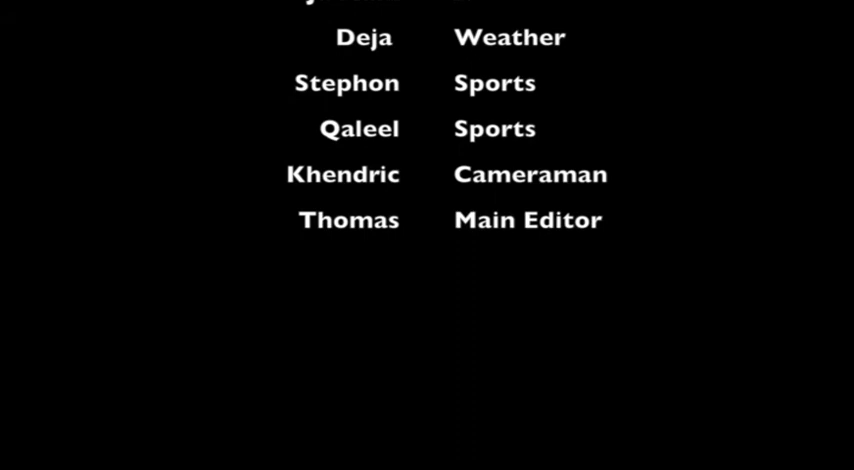 Deja Weather
Stephon Sports
Qaleel Sports
Khendric Cameraman
Thomas Main Editor